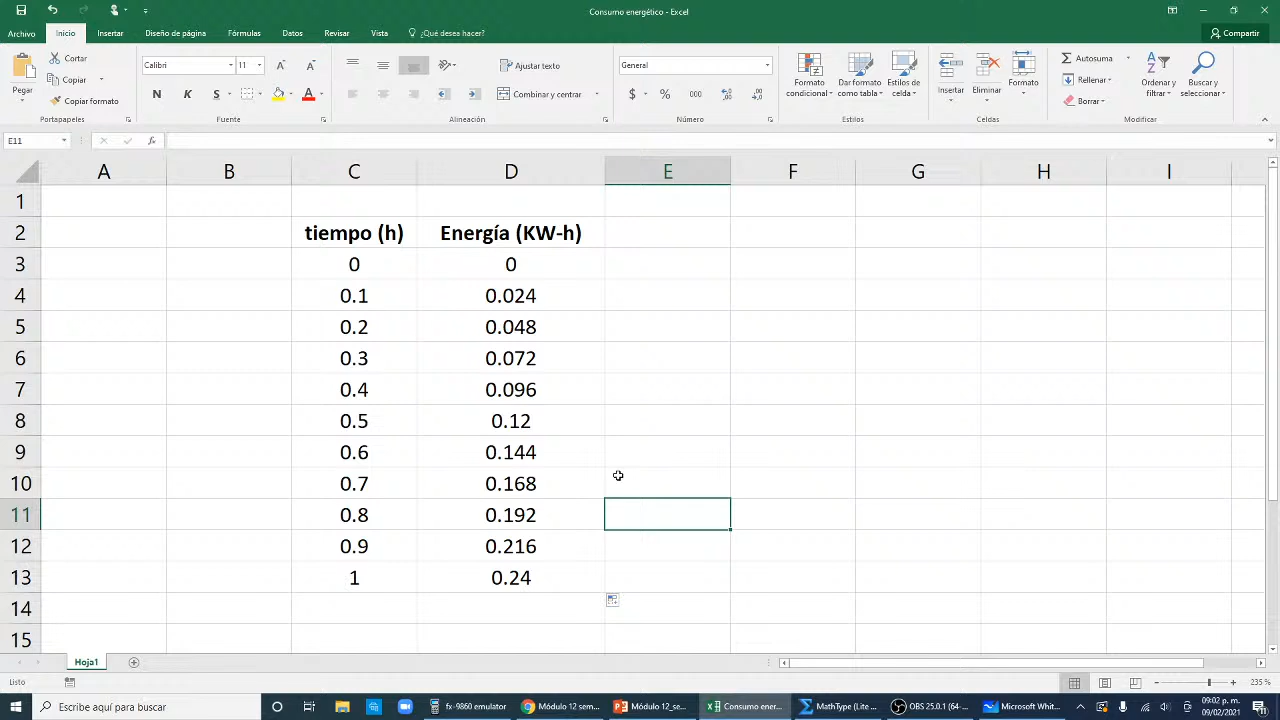 Consumo energético - Excel
Archivo Inicio Insertar Diseño de página Fórmulas Datos Revisar Vista ¿Qué desea hacer? Compartir
Pegar
Cortar
Copiar
Copiar formato
Portapapeles
Calibri 11
N K S
Fuente
Ajustar texto
Combinar y centrar
Alineación
General
$ % 000
Número
Formato condicional
Dar formato como tabla
Estilos de celda
Estilos
Insertar
Eliminar
Formato
Celdas
Autosuma
Rellenar
Borrar
Ordenar y filtrar
Buscar y seleccionar
Modificar
E11 fx
A B C D E F G H I
1
2 tiempo (h) Energía (KW-h)
3 0 0
4 0.1 0.024
5 0.2 0.048
6 0.3 0.072
7 0.4 0.096
8 0.5 0.12
9 0.6 0.144
10 0.7 0.168
11 0.8 0.192
12 0.9 0.216
13 1 0.24
14
15
Hoja1
Listo 235 %
Escribe aquí para buscar
fx-9860 emulator
Módulo 12 sem...
Módulo 12_se...
Consumo ener...
MathType (Lite ...
OBS 25.0.1 (64...
Microsoft Whit...
09:02 p. m.
09/02/2021